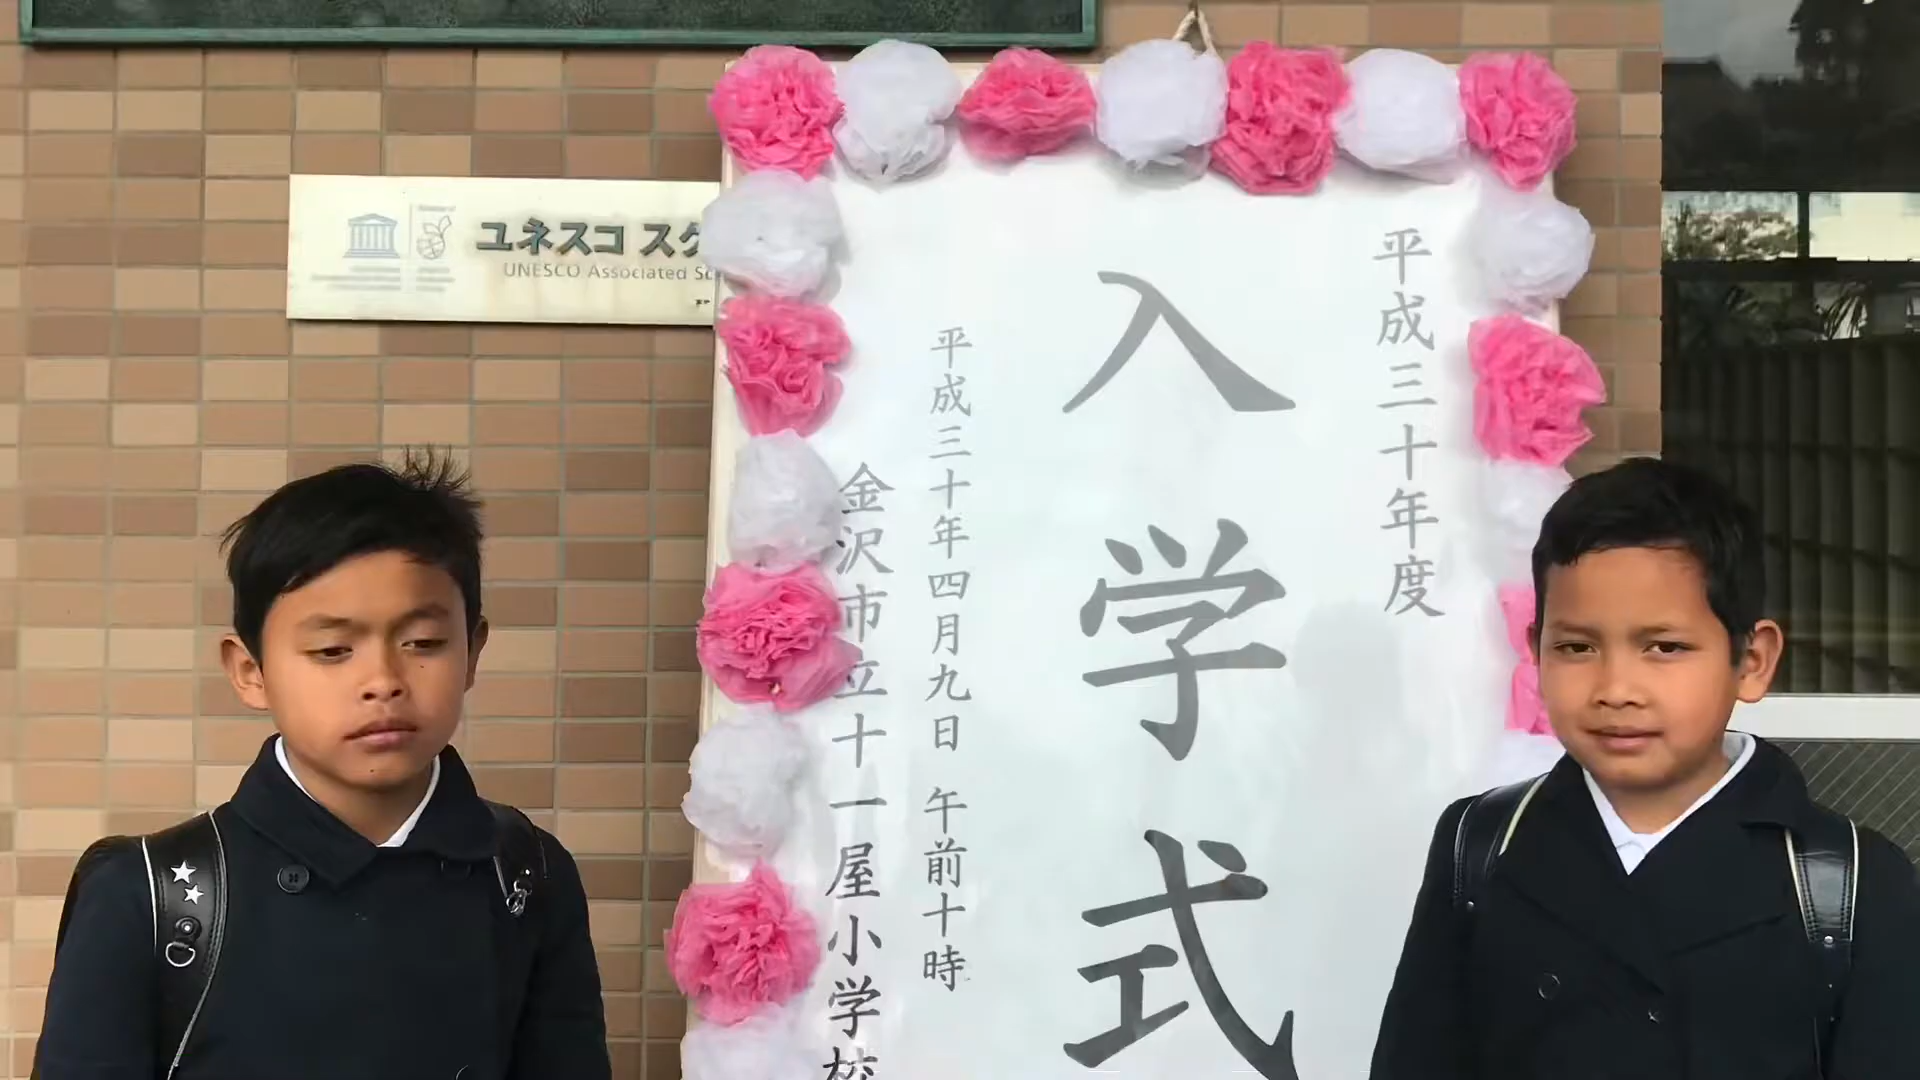 ユネスコ スク
UNESCO Associated Sc
平成三十年度
入学式
平成三十年四月九日 午前十時
金沢市立十一屋小学校